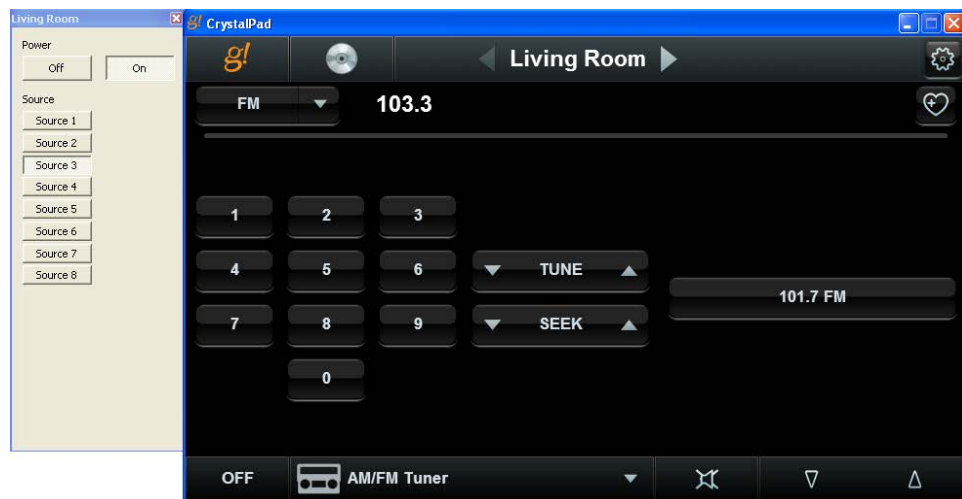 Living Room
Power
Off On
Source
Source 1
Source 2
Source 3
Source 4
Source 5
Source 6
Source 7
Source 8
g! CrystalPad
g! Living Room
FM 103.3
1 2 3
4 5 6 TUNE
101.7 FM
7 8 9 SEEK
0
OFF AM/FM Tuner